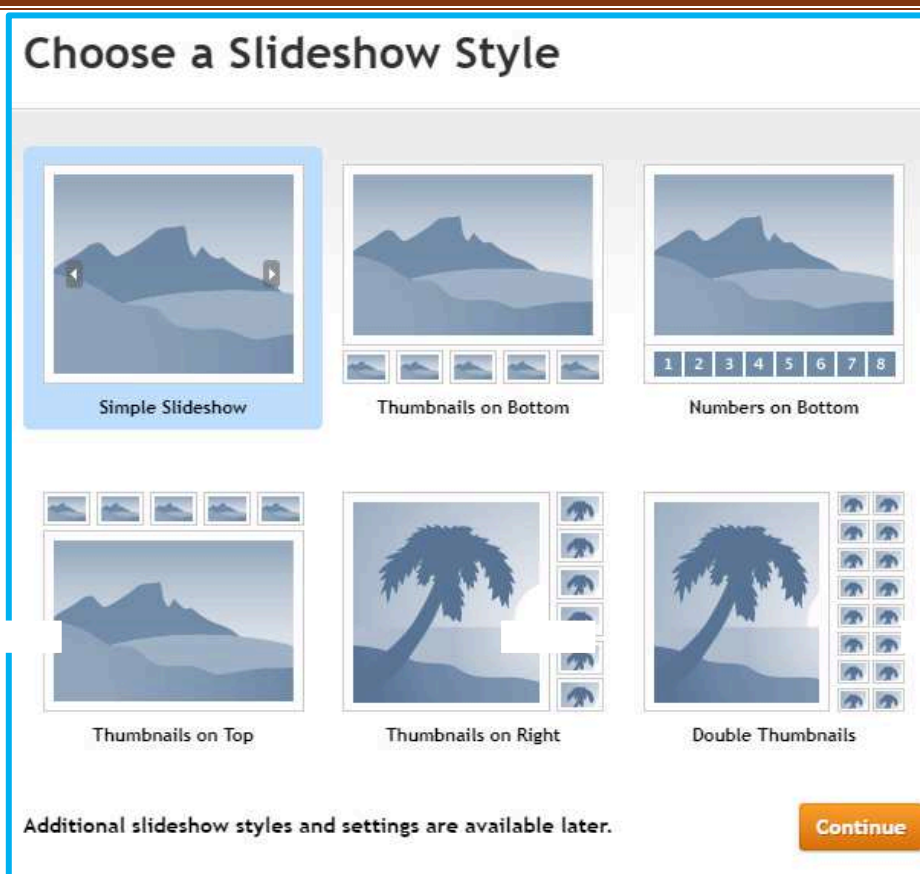 Choose a Slideshow Style
1 2 3 4 5 6 7 8
Simple Slideshow
Thumbnails on Bottom
Numbers on Bottom
Thumbnails on Top
Thumbnails on Right
Double Thumbnails
Additional slideshow styles and settings are available later.
Continue